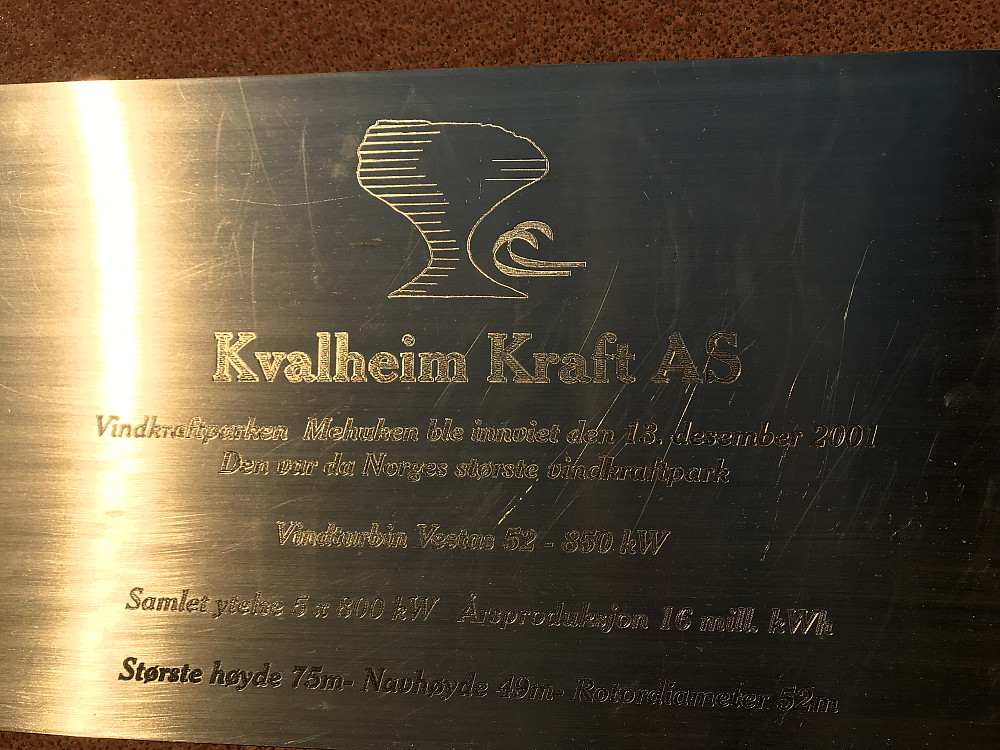 Kvalheim Kraft AS
Vindkraftparken Mehuken ble innviet den 13. desember 2001
Den var da Norges største vindkraftpark
Vindturbin Vestas 52 - 850 kW
Samlet ytelse 5 x 800 kW Årsproduksjon 16 mill. kWh
Største høyde 75m- Navhøyde 49m- Rotordiameter 52m